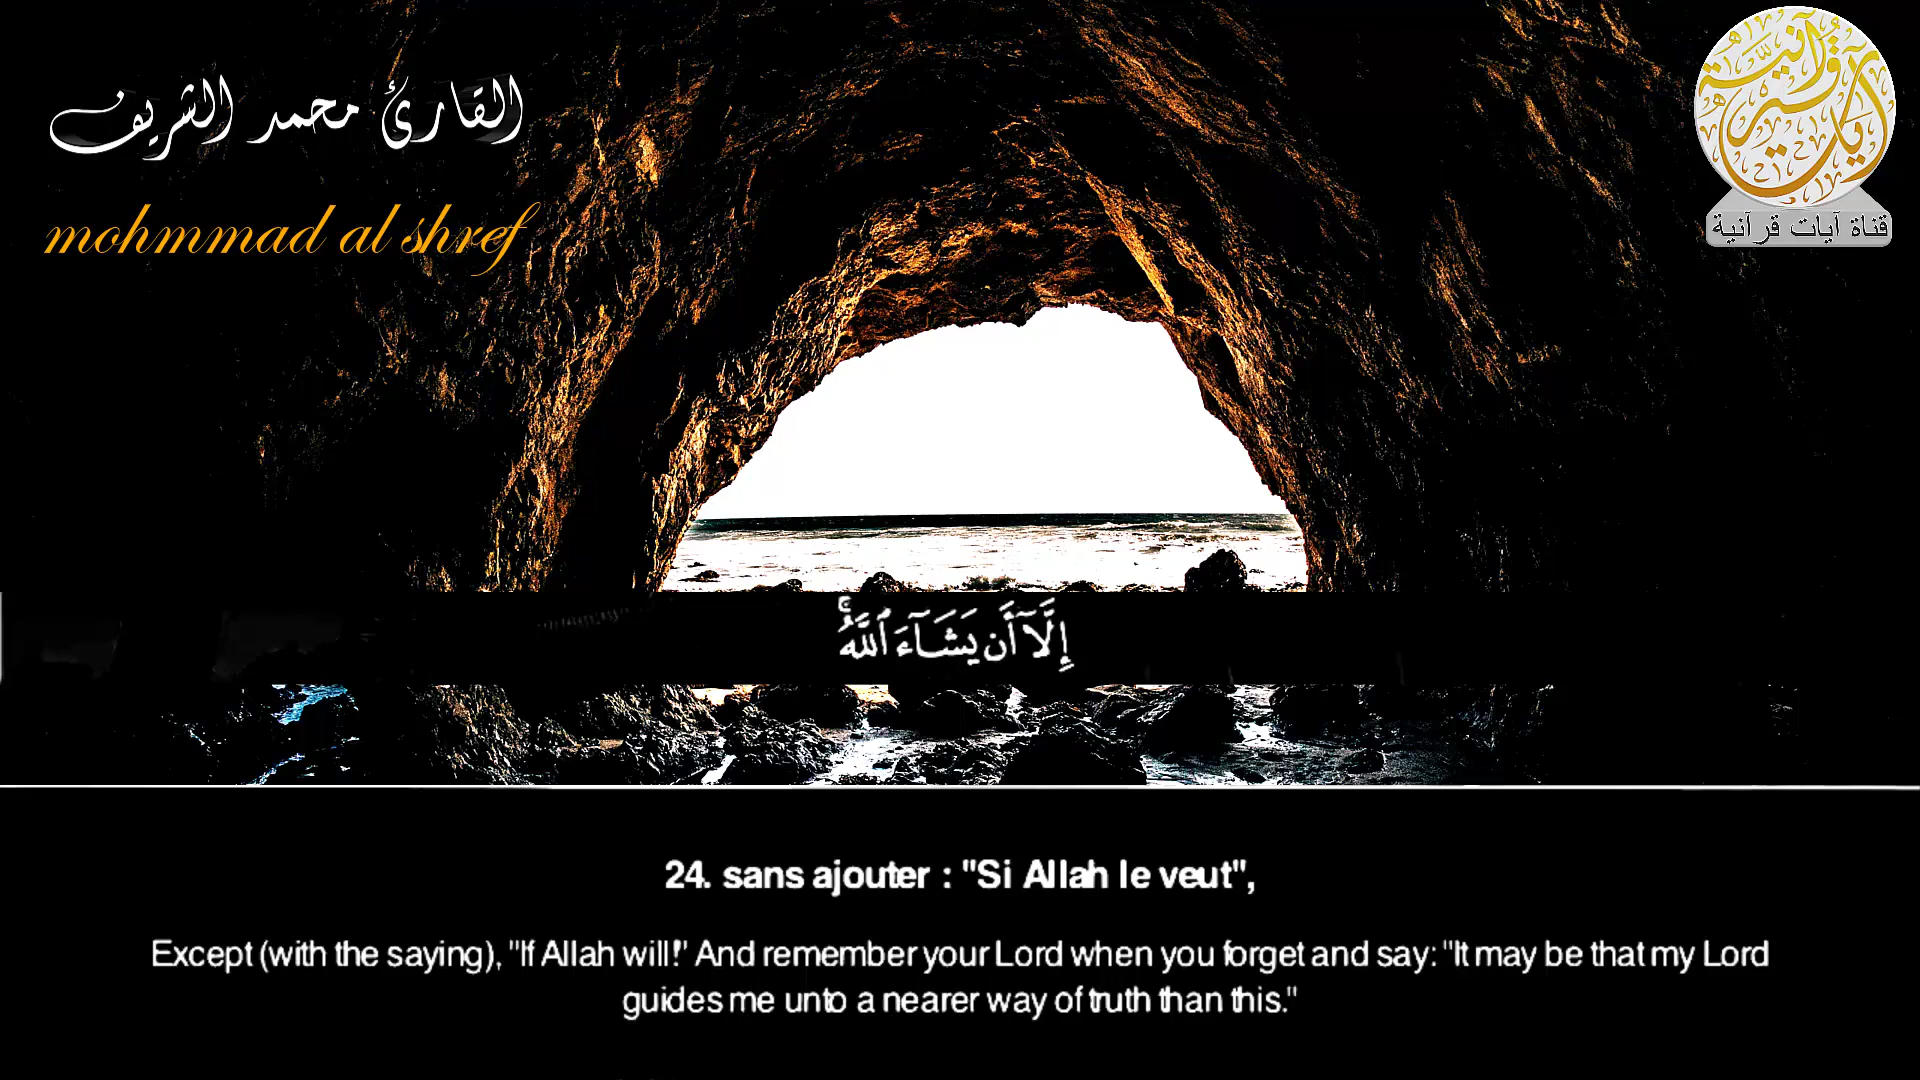 القارئ محمد الشريف
mohmmad al shref
آيات قرآنية
قناة آيات قرآنية
إِلَّآ أَن يَشَآءَ ٱللَّهُۚ
24. sans ajouter : "Si Allah le veut",
Except (with the saying), "If Allah will!" And remember your Lord when you forget and say: "It may be that my Lord
guides me unto a nearer way of truth than this."